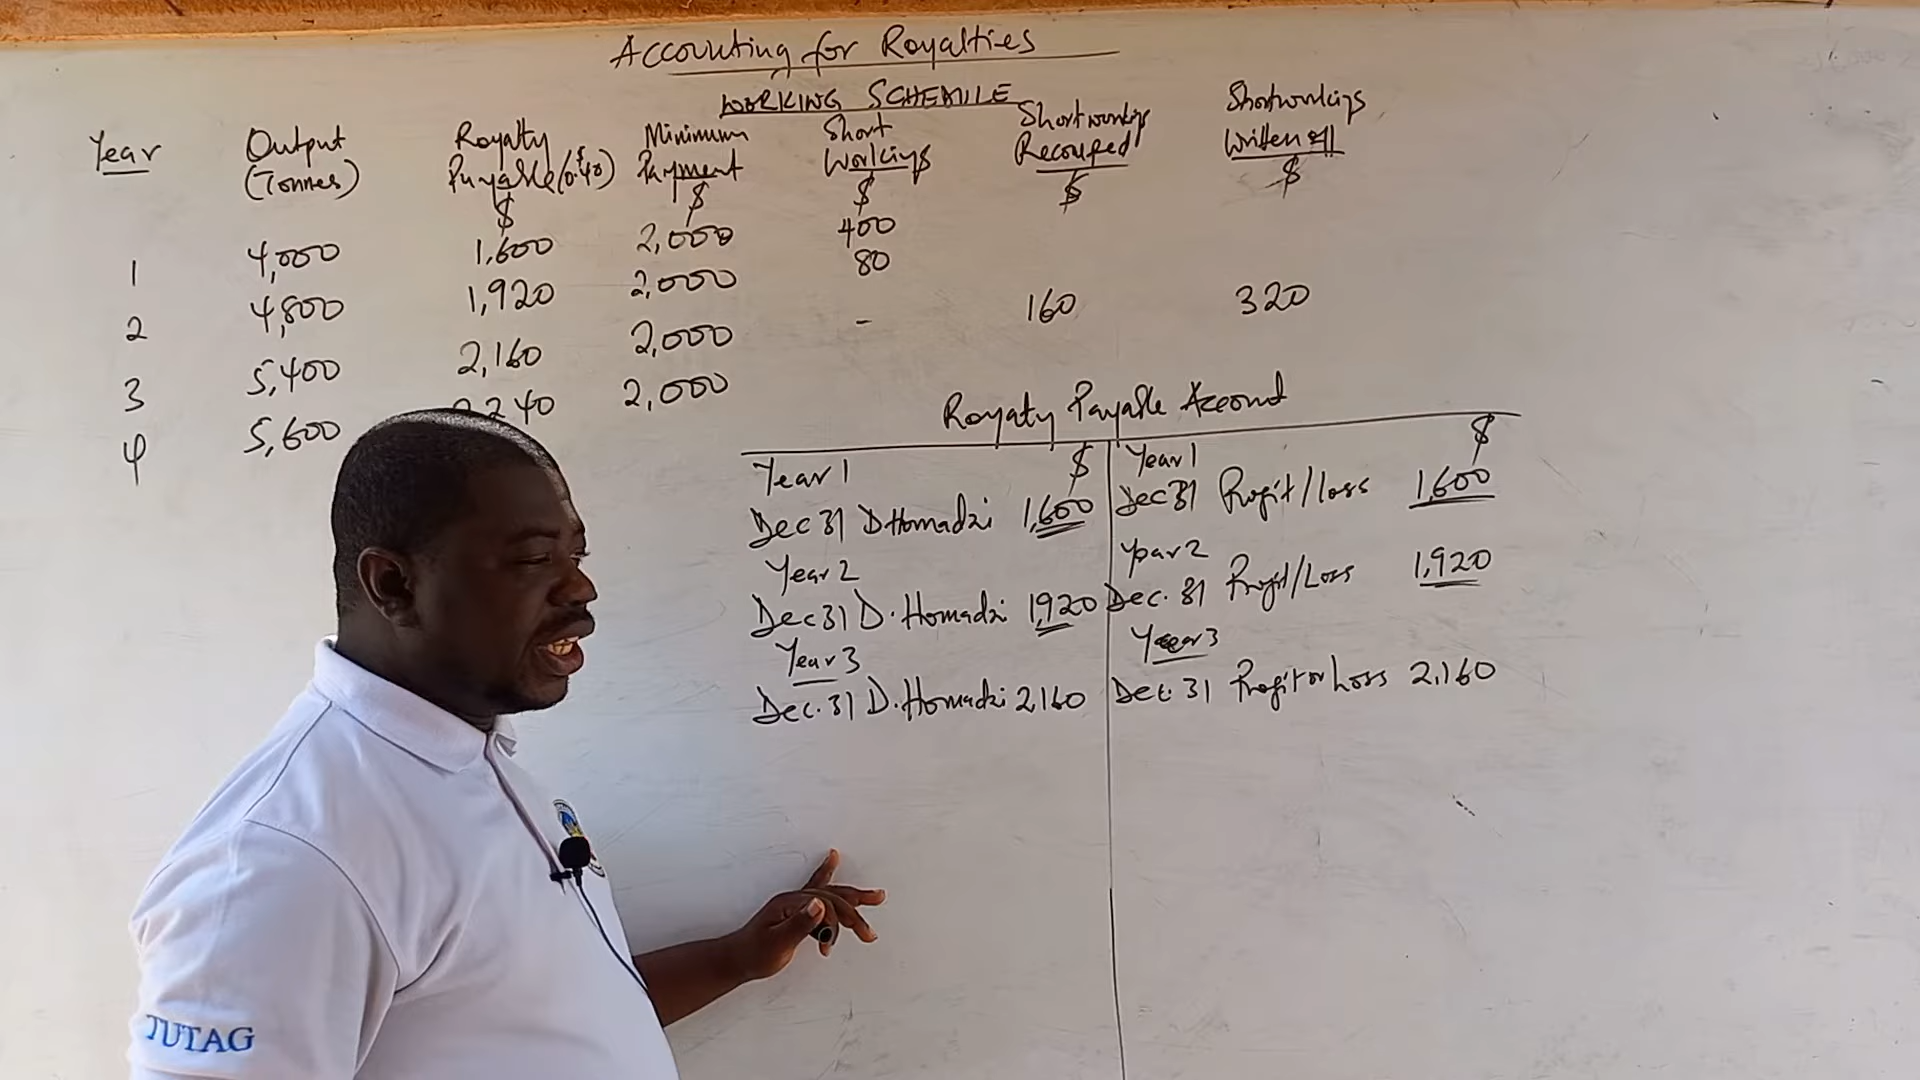 Accounting for Royalties
WORKING SCHEDULE
Year Output (Tonnes) Royalty Payable ($0.40) $ Minimum Payment $ Short Workings $ Shortworkings Recouped $ Shortworkings Written off $
1 4,000 1,600 2,000 400
2 4,800 1,920 2,000 80
3 5,400 2,160 2,000 - 160 320
4 5,600 2,240 2,000
Royalty Payable Account
Year 1 $ Year 1 $
Dec 31 D Homadzi 1,600 Dec 31 Profit/loss 1,600
Year 2 Year 2
Dec 31 D. Homadzi 1,920 Dec. 31 Profit/Loss 1,920
Year 3 Year 3
Dec. 31 D. Homadzi 2,160 Dec. 31 Profit or Loss 2,160
TUTAG